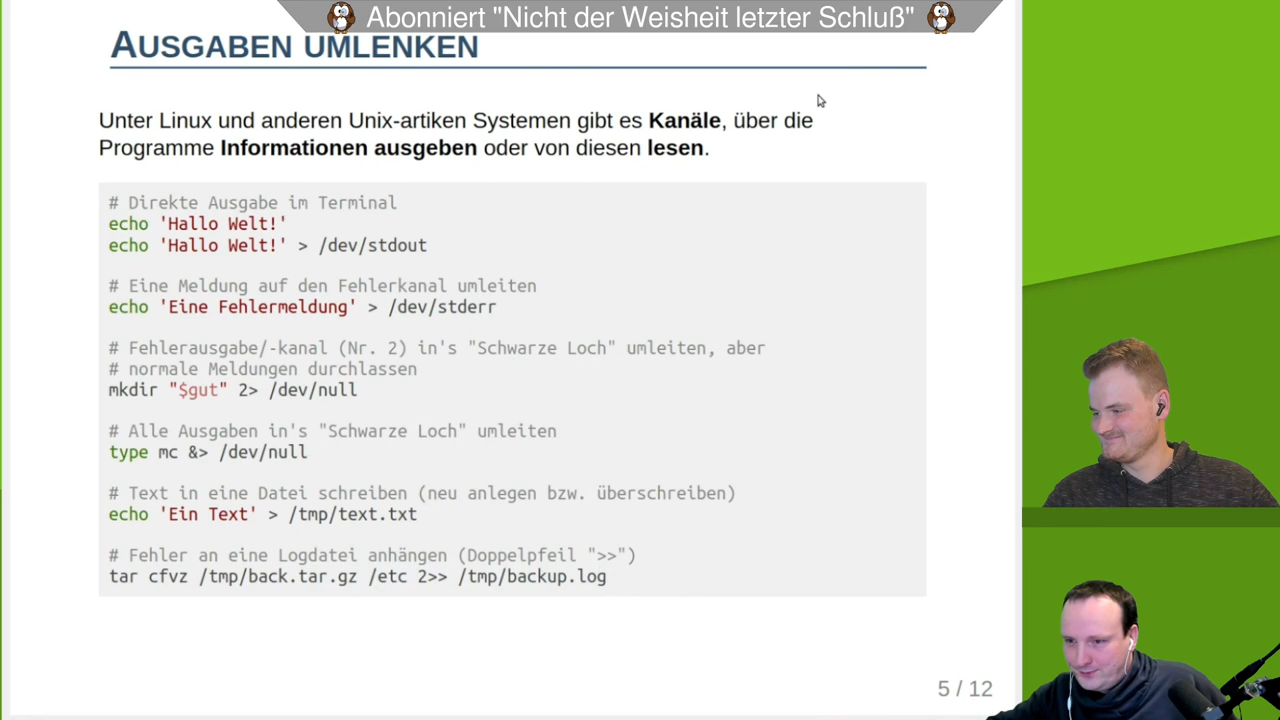 Abonniert "Nicht der Weisheit letzter Schluß"
AUSGABEN UMLENKEN
Unter Linux und anderen Unix-artiken Systemen gibt es Kanäle, über die
Programme Informationen ausgeben oder von diesen lesen.
# Direkte Ausgabe im Terminal
echo 'Hallo Welt!'
echo 'Hallo Welt!' > /dev/stdout
# Eine Meldung auf den Fehlerkanal umleiten
echo 'Eine Fehlermeldung' > /dev/stderr
# Fehlerausgabe/-kanal (Nr. 2) in's "Schwarze Loch" umleiten, aber
# normale Meldungen durchlassen
mkdir "$gut" 2> /dev/null
# Alle Ausgaben in's "Schwarze Loch" umleiten
type mc &> /dev/null
# Text in eine Datei schreiben (neu anlegen bzw. überschreiben)
echo 'Ein Text' > /tmp/text.txt
# Fehler an eine Logdatei anhängen (Doppelpfeil ">>")
tar cfvz /tmp/back.tar.gz /etc 2>> /tmp/backup.log
5 / 12